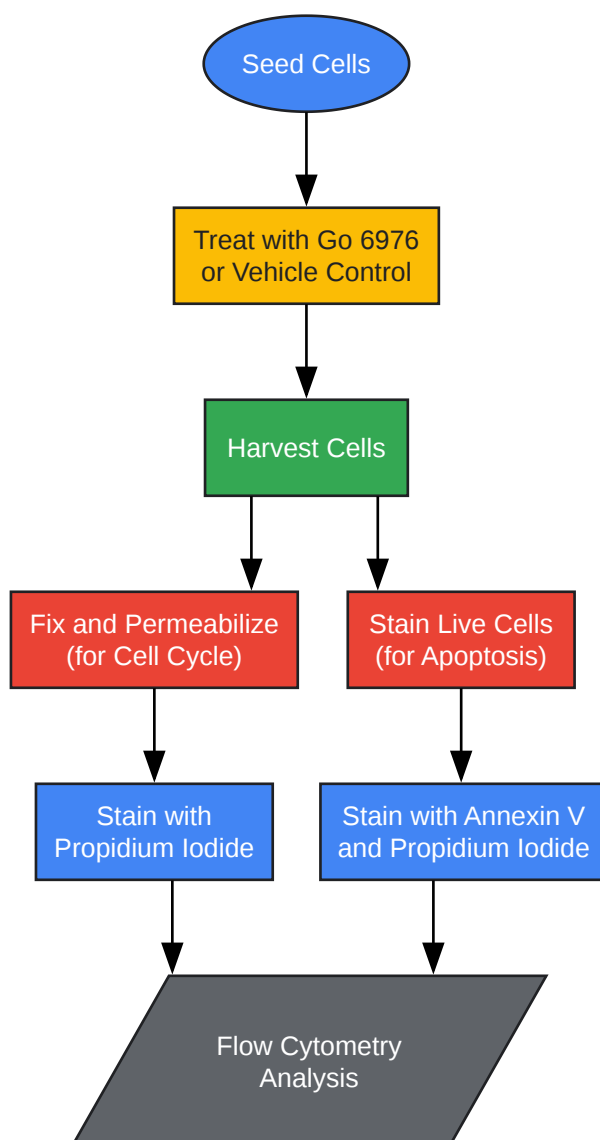 Seed Cells
Treat with Go 6976
or Vehicle Control
Harvest Cells
Fix and Permeabilize
(for Cell Cycle)
Stain Live Cells
(for Apoptosis)
Stain with
Propidium Iodide
Stain with Annexin V
and Propidium Iodide
Flow Cytometry
Analysis